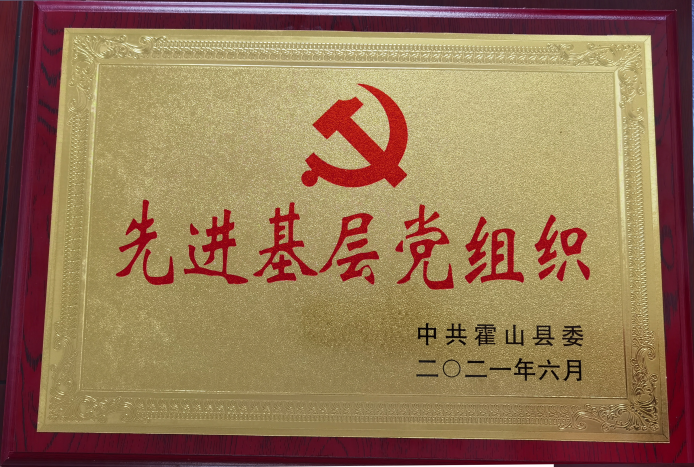 先进基层党组织
中共霍山县委
二〇二一年六月